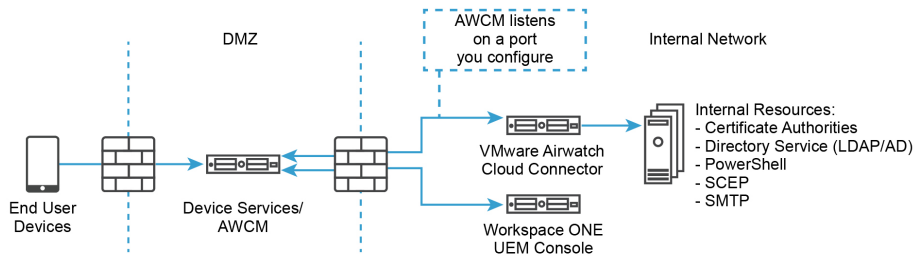 DMZ
AWCM listens
on a port
you configure
Internal Network
End User
Devices
Device Services/
AWCM
VMware Airwatch
Cloud Connector
Workspace ONE
UEM Console
Internal Resources:
- Certificate Authorities
- Directory Service (LDAP/AD)
- PowerShell
- SCEP
- SMTP